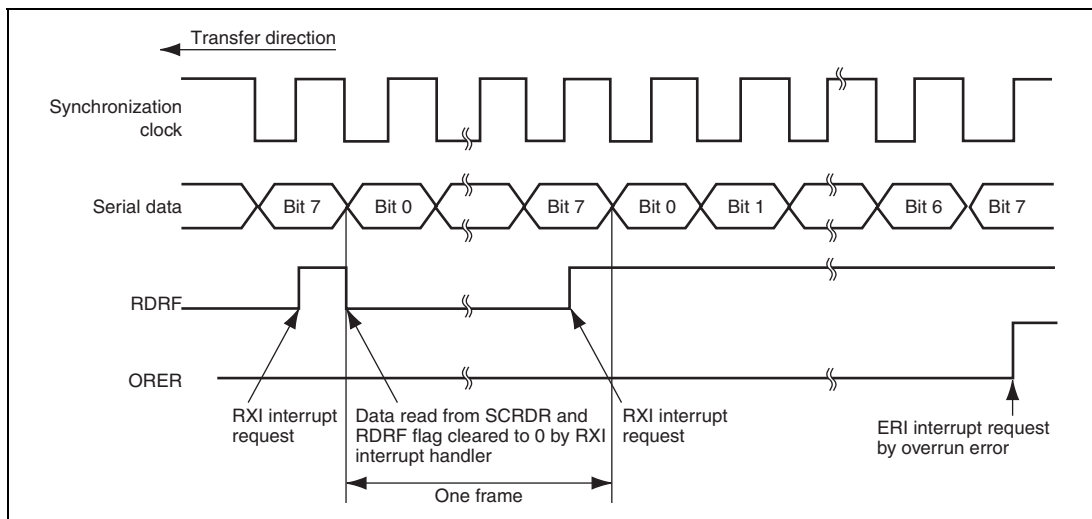 Transfer direction
Synchronization
clock
Serial data
Bit 7
Bit 0
Bit 7
Bit 0
Bit 1
Bit 6
Bit 7
RDRF
ORER
RXI interrupt
request
Data read from SCRDR and
RDRF flag cleared to 0 by RXI
interrupt handler
RXI interrupt
request
ERI interrupt request
by overrun error
One frame